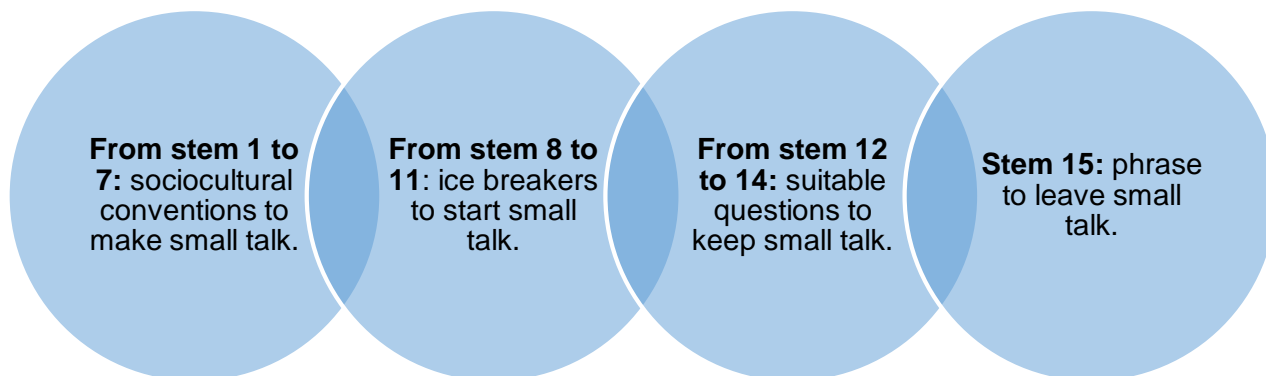 From stem 1 to
7: sociocultural
conventions to
make small talk.
From stem 8 to
11: ice breakers
to start small
talk.
From stem 12
to 14: suitable
questions to
keep small talk.
Stem 15: phrase
to leave small
talk.